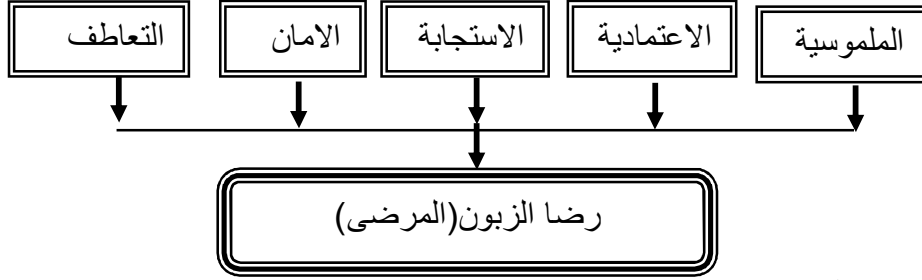 الملموسية
الاعتمادية
الاستجابة
الامان
التعاطف
رضا الزبون(المرضى)